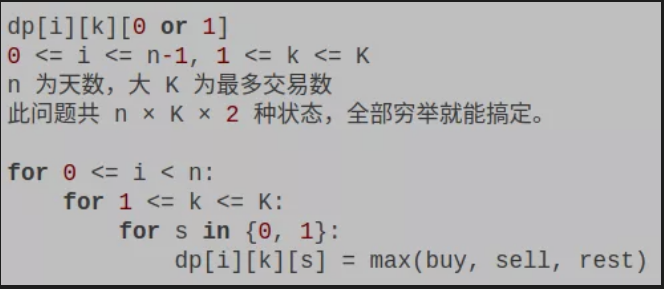 dp[i][k][0 or 1]
0 <= i <= n-1, 1 <= k <= K
n 为天数，大 K 为最多交易数
此问题共 n × K × 2 种状态，全部穷举就能搞定。
for 0 <= i < n:
    for 1 <= k <= K:
        for s in {0, 1}:
            dp[i][k][s] = max(buy, sell, rest)